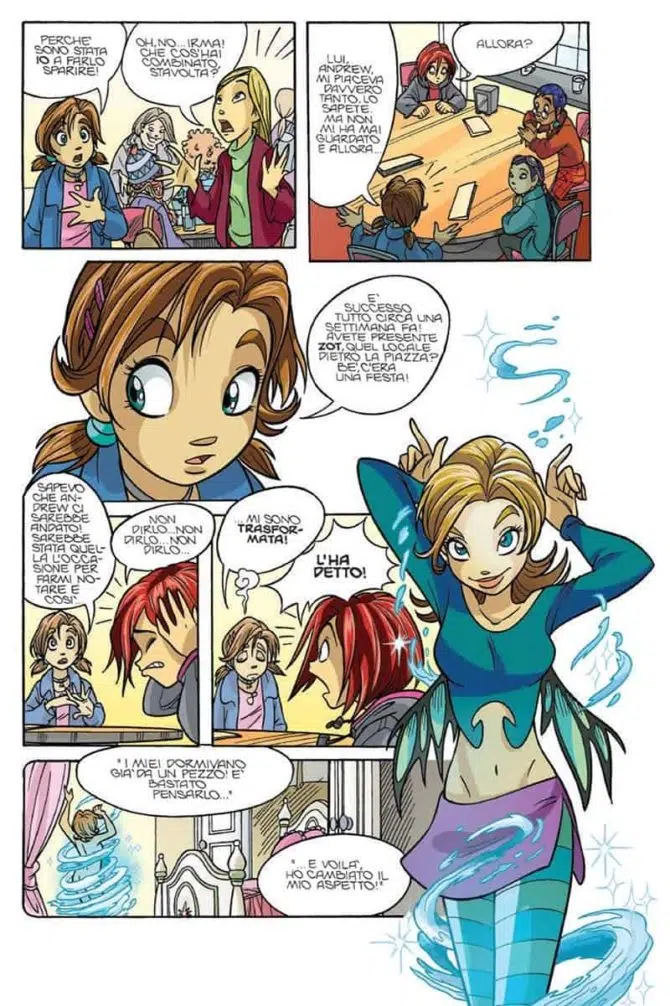 PERCHÉ
SONO STATA
IO A FARLO
SPARIRE!
OH, NO... IRMA!
CHE COS'HAI
COMBINATO,
STAVOLTA?
LUI,
ANDREW,
MI PIACEVA
DAVVERO
TANTO, LO
SAPETE.
MA NON
MI HA MAI
GUARDATO
E ALLORA...
ALLORA?
E'
SUCCESSO
TUTTO CIRCA UNA
SETTIMANA FA!
AVETE PRESENTE
ZOT, QUEL LOCALE
DIETRO LA PIAZZA?
BE', C'ERA
UNA FESTA!
SAPEVO
CHE AN-
DREW CI
SAREBBE
ANDATO!
SAREBBE
STATA QUEL-
LA L'OCCA-
SIONE PER
FARMI NO-
TARE E
COSÌ...
NON
DIRLO... NON
DIRLO... NON
DIRLO...
...MI SONO
TRASFOR-
MATA!
?
L'HA
DETTO!
"I MIEI DORMIVANO
GIA' DA UN PEZZO! E'
BASTATO
PENSARLO..."
"...E VOILÀ,
HO CAMBIATO IL
MIO ASPETTO!"